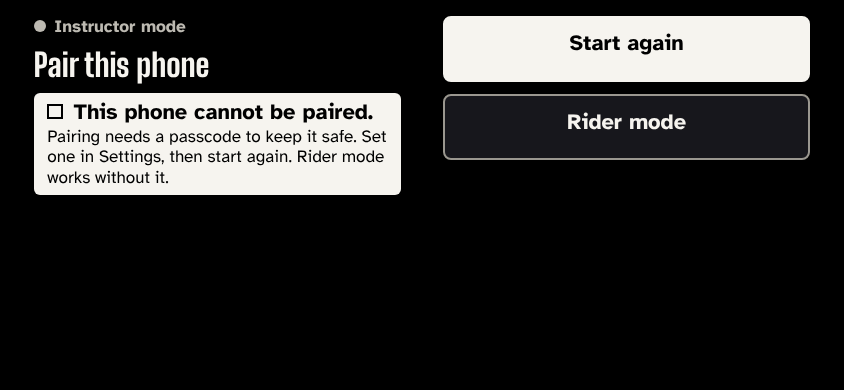 Instructor mode
Pair this phone
This phone cannot be paired.
Pairing needs a passcode to keep it safe. Set
one in Settings, then start again. Rider mode
works without it.
Start again
Rider mode